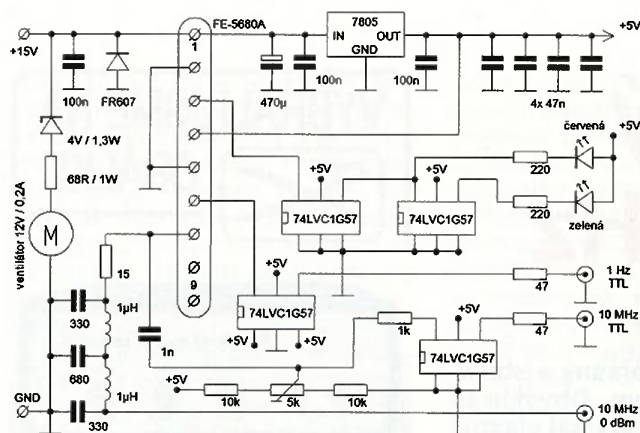 FE-5680A
+15V
1
7805
IN
OUT
GND
+5V
100n
FR607
470µ
100n
100n
4x 47n
4V / 1,3W
68R / 1W
ventilátor 12V / 0,2A
M
+5V
červená
+5V
+5V
220
74LVC1G57
74LVC1G57
220
zelená
15
9
+5V
1 Hz
TTL
47
74LVC1G57
10 MHz
TTL
47
1µH
330
1n
+5V
+5V
+5V
1k
74LVC1G57
680
+5V
10k
5k
10k
1µH
GND
330
10 MHz
0 dBm